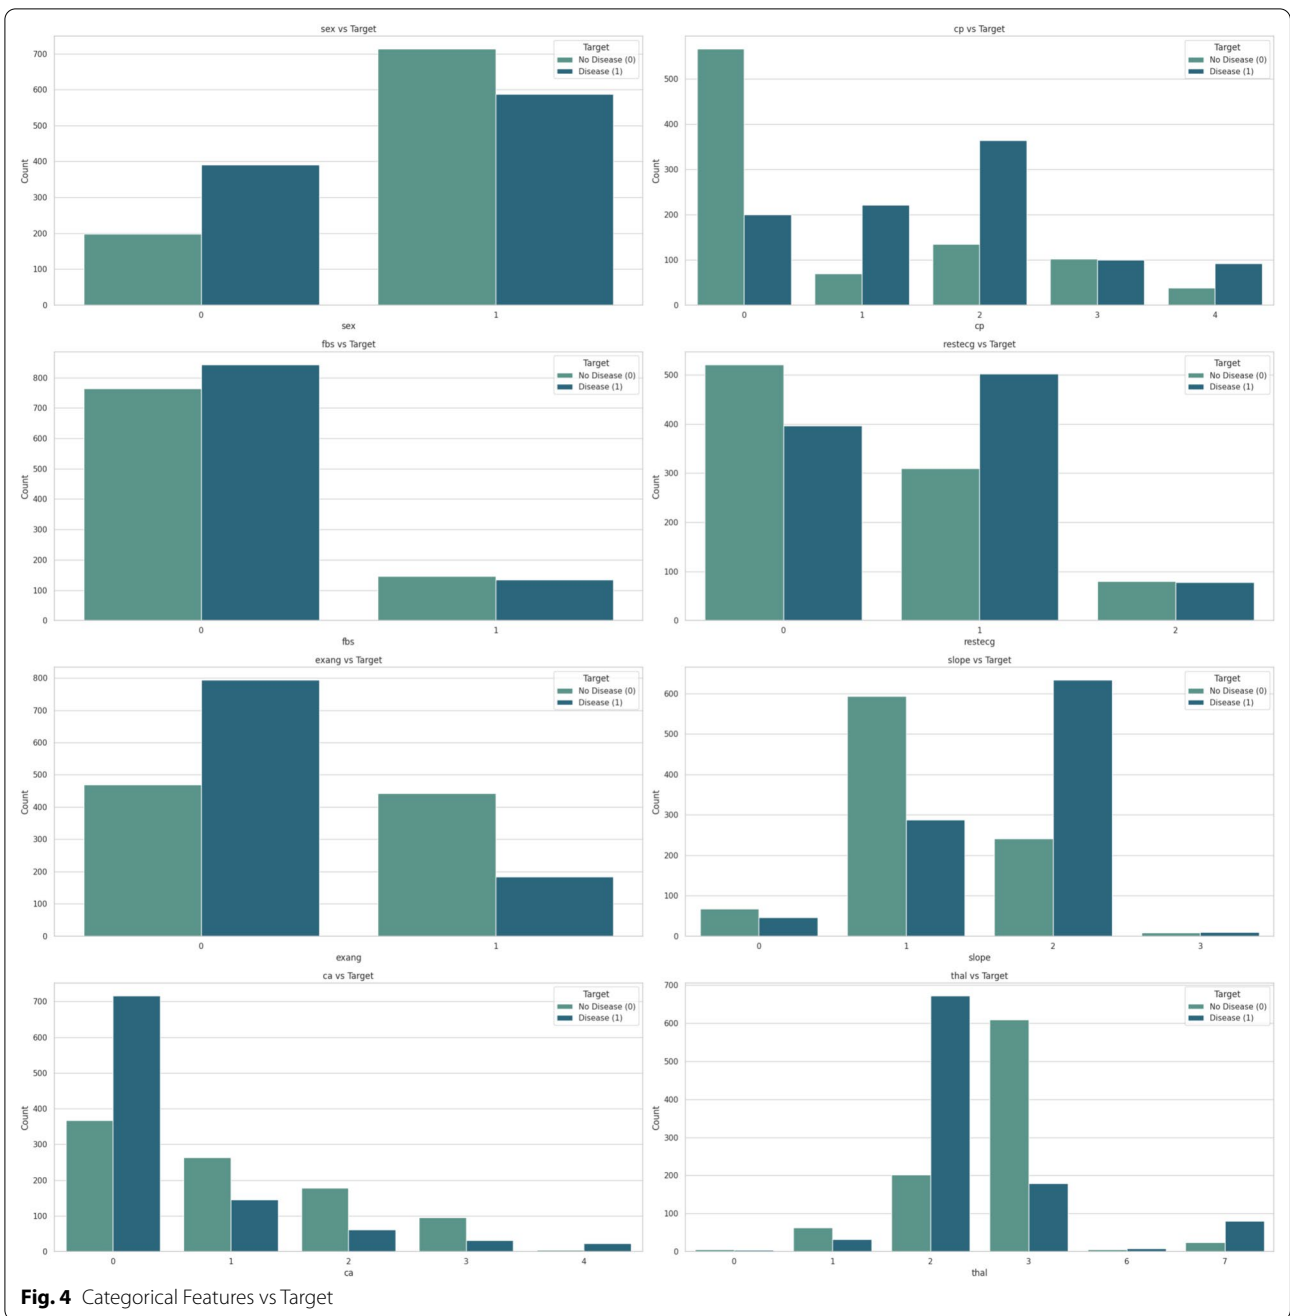 sex vs Target
Target
No Disease (0)
Disease (1)
Count
700
600
500
400
300
200
100
0
0
1
sex
cp vs Target
Target
No Disease (0)
Disease (1)
Count
500
400
300
200
100
0
0
1
2
3
4
cp
fbs vs Target
Target
No Disease (0)
Disease (1)
Count
800
700
600
500
400
300
200
100
0
0
1
fbs
restecg vs Target
Target
No Disease (0)
Disease (1)
Count
500
400
300
200
100
0
0
1
2
restecg
exang vs Target
Target
No Disease (0)
Disease (1)
Count
800
700
600
500
400
300
200
100
0
0
1
exang
slope vs Target
Target
No Disease (0)
Disease (1)
Count
600
500
400
300
200
100
0
0
1
2
3
slope
ca vs Target
Target
No Disease (0)
Disease (1)
Count
700
600
500
400
300
200
100
0
0
1
2
3
4
ca
thal vs Target
Target
No Disease (0)
Disease (1)
Count
700
600
500
400
300
200
100
0
0
1
2
3
6
7
thal
Fig. 4 Categorical Features vs Target